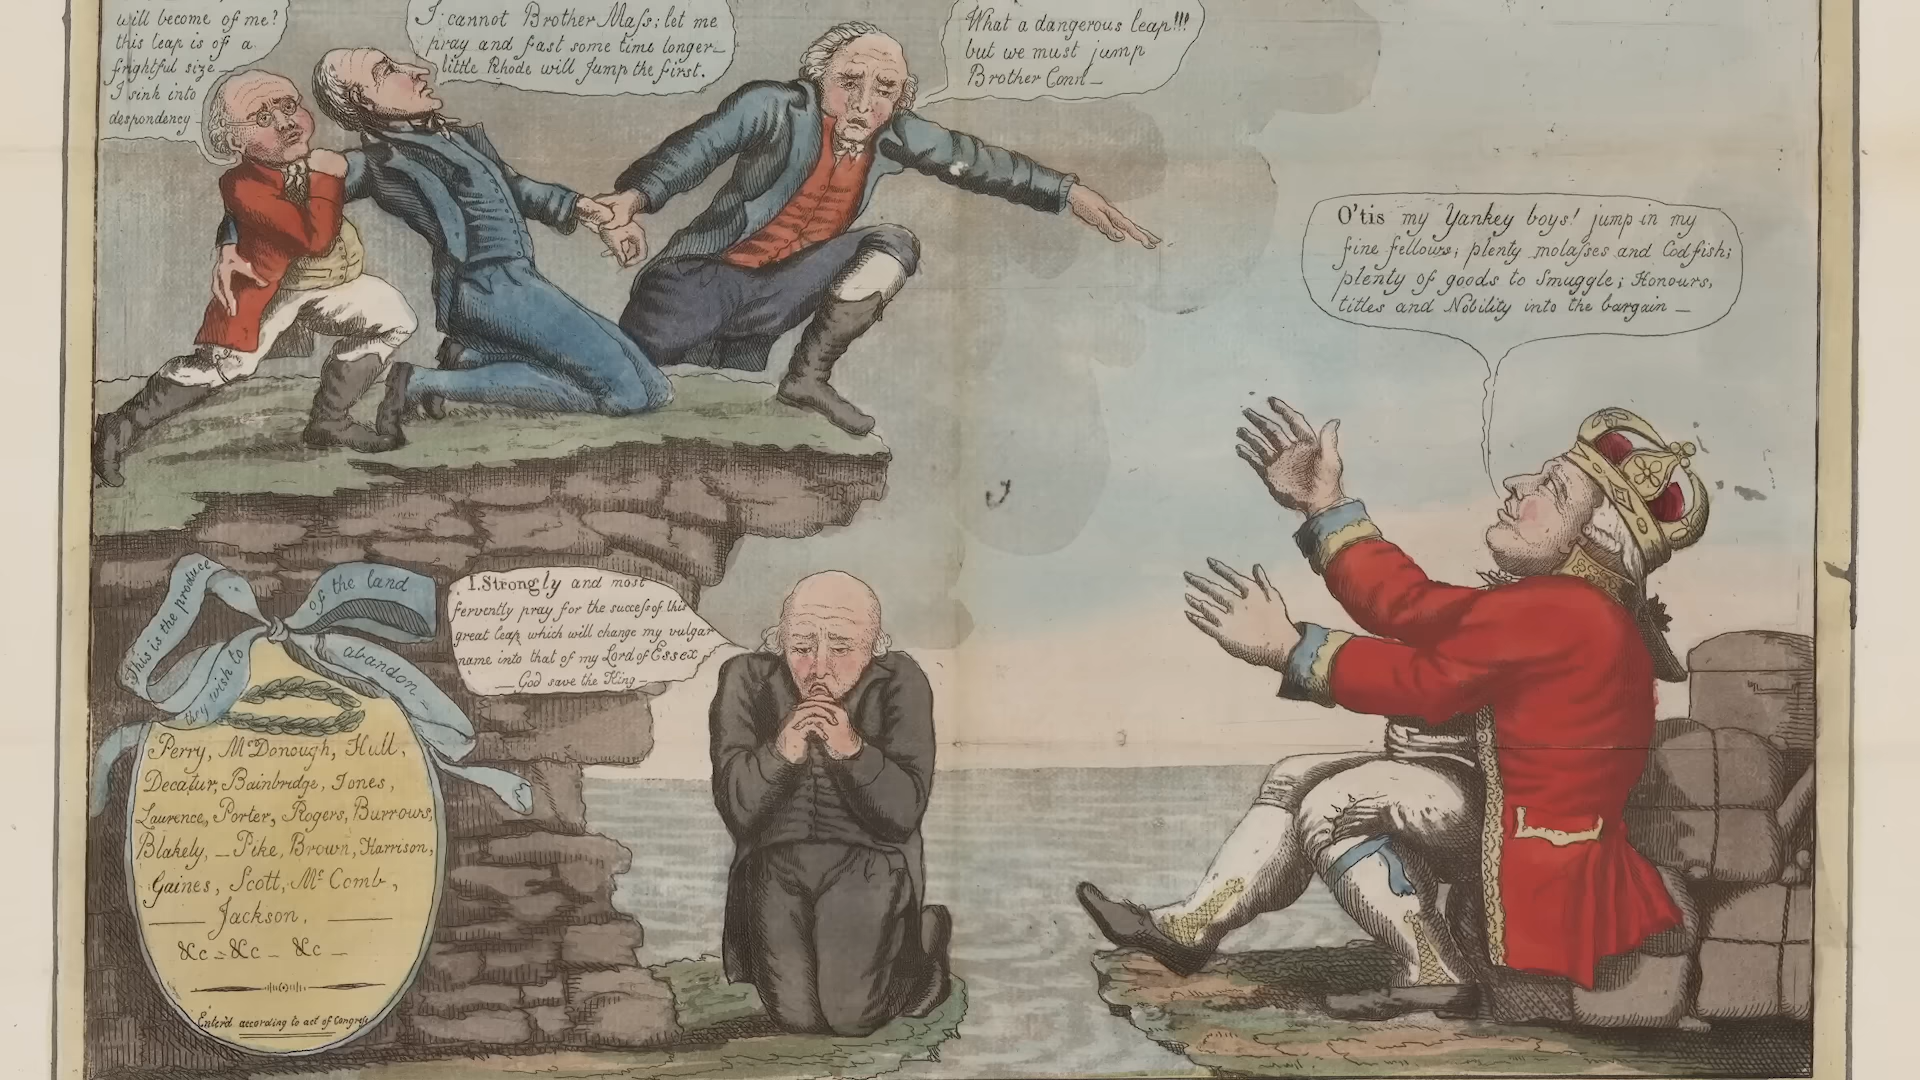 will become of me?
this leap is of a
frightful size —
I sink into
despondency —
I cannot Brother Maſs; let me
pray and fast some time longer —
little Rhode will Jump the first.
What a dangerous leap!!!
but we must jump
Brother Conn —
O'tis my Yankey boys! jump in my
fine fellows; plenty molaſses and Codfish;
plenty of goods to Smuggle; Honours,
titles and Nobility into the bargain —
I. Strongly and most
fervently pray for the succeſs of this
great leap which will change my vulgar
name into that of my Lord of Essex
— God save the King —
This is the produce
of the land
they wish to
abandon
Perry, McDonough, Hull,
Decatur, Bainbridge, Jones,
Laurence, Porter, Rogers, Burrows,
Blakely, — Pike, Brown, Harrison,
Gaines, Scott, Mc Comb,
— Jackson. —
&c - &c - &c —
Enterd according to act of Congreſs